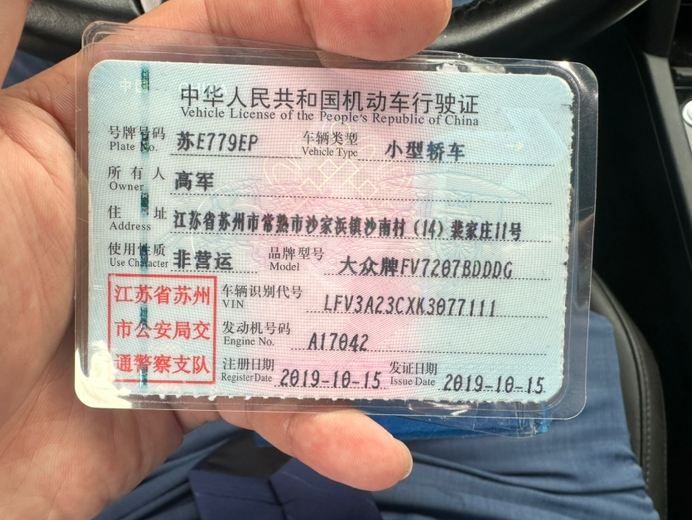 中华人民共和国机动车行驶证
Vehicle License of the People's Republic of China
号牌号码 苏E779EP 车辆类型 小型轿车
Plate No. Vehicle Type
所有人 高军
Owner
住址 江苏省苏州市常熟市沙家浜镇沙南村(14)裴家庄11号
Address
使用性质 非营运 品牌型号 大众牌FV7207BDDDG
Use Character Model
江苏省苏州
市公安局交
通警察支队
车辆识别代号 LFV3A23CXK3077111
VIN
发动机号码 A17042
Engine No.
注册日期 2019-10-15 发证日期 2019-10-15
Register Date Issue Date